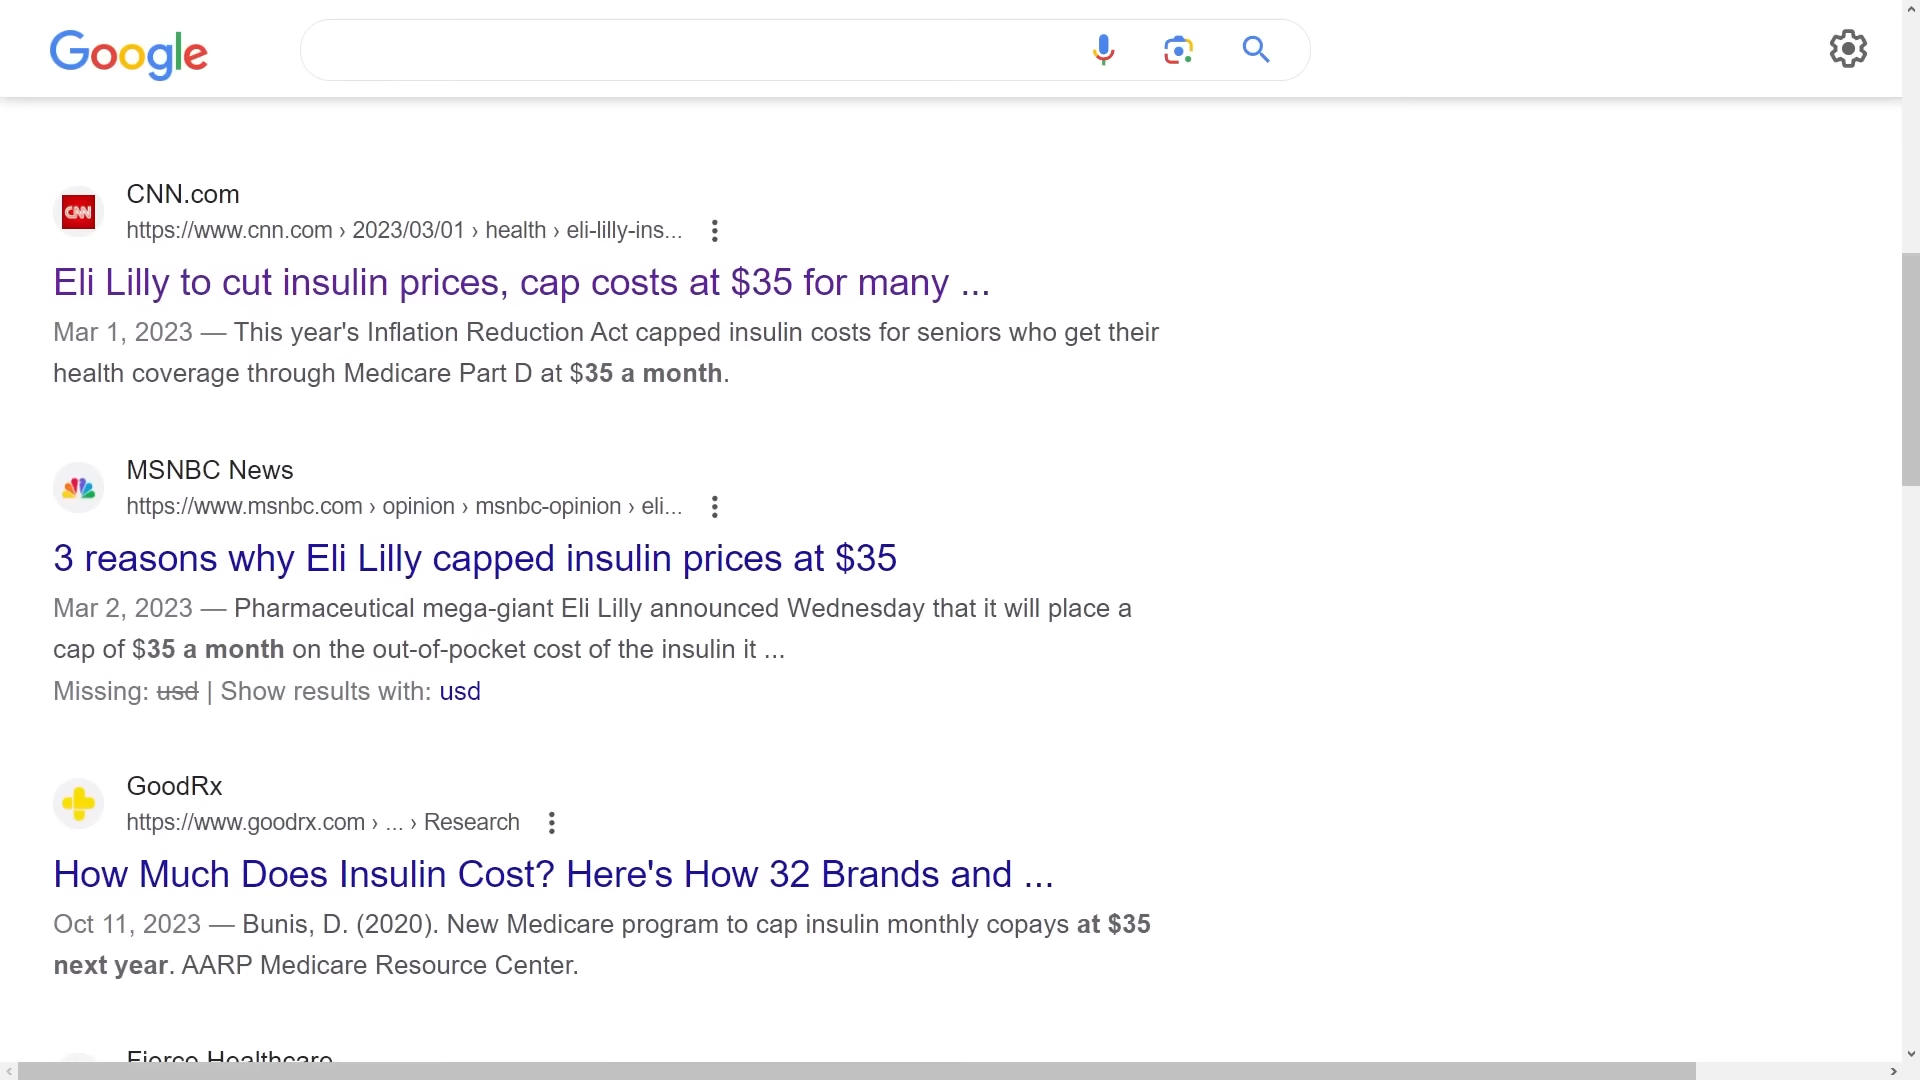 Google
CNN.com
CNN
https://www.cnn.com › 2023/03/01 › health › eli-lilly-ins...
Eli Lilly to cut insulin prices, cap costs at $35 for many ...
Mar 1, 2023 — This year's Inflation Reduction Act capped insulin costs for seniors who get their
health coverage through Medicare Part D at $35 a month.
MSNBC News
https://www.msnbc.com › opinion › msnbc-opinion › eli...
3 reasons why Eli Lilly capped insulin prices at $35
Mar 2, 2023 — Pharmaceutical mega-giant Eli Lilly announced Wednesday that it will place a
cap of $35 a month on the out-of-pocket cost of the insulin it ...
Missing: usd | Show results with: usd
GoodRx
https://www.goodrx.com › ... › Research
How Much Does Insulin Cost? Here's How 32 Brands and ...
Oct 11, 2023 — Bunis, D. (2020). New Medicare program to cap insulin monthly copays at $35
next year. AARP Medicare Resource Center.
Fierce Healthcare